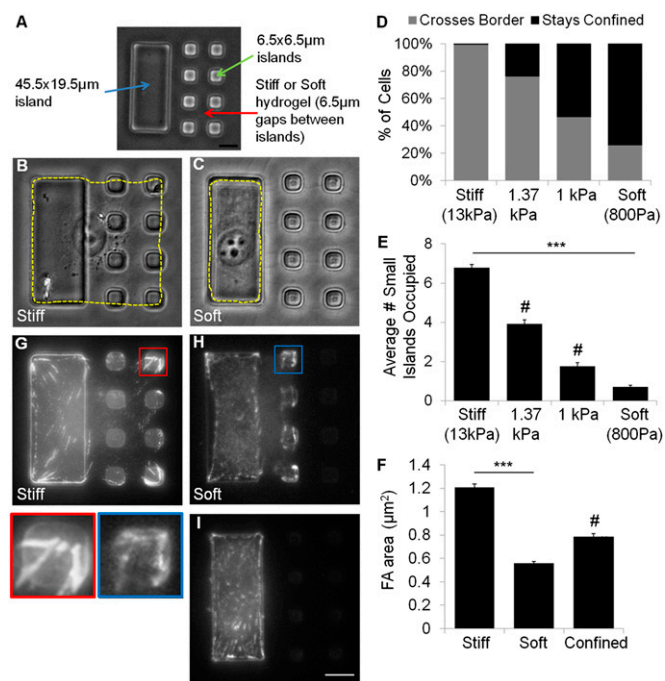 A
45.5x19.5µm
island
6.5x6.5µm
islands
Stiff or Soft
hydrogel (6.5µm
gaps between
islands)
B
Stiff
C
Soft
G
Stiff
H
Soft
I
D
Crosses Border Stays Confined
100%
80%
60%
40%
20%
0%
% of Cells
Stiff
(13kPa)
1.37
kPa
1 kPa
Soft
(800Pa)
E
8
6
4
2
0
Average # Small
Islands Occupied
***
#
#
Stiff
(13kPa)
1.37
kPa
1 kPa
Soft
(800Pa)
F
1.4
1.2
1
0.8
0.6
0.4
0.2
0
FA area (µm²)
***
#
Stiff
Soft
Confined